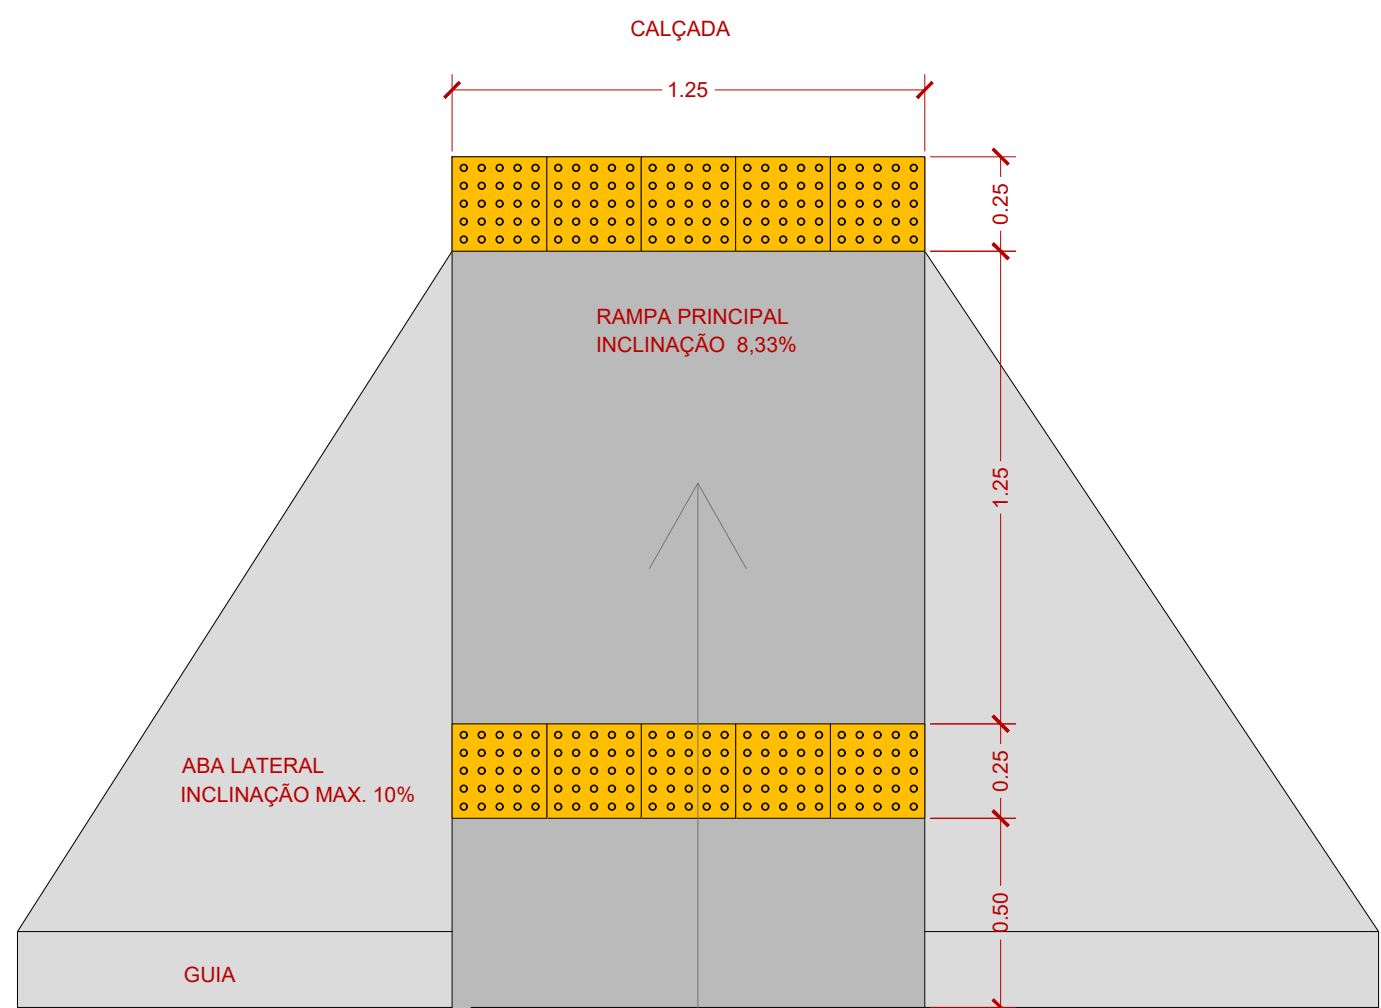 CALÇADA
1.25
0.25
RAMPA PRINCIPAL
INCLINAÇÃO 8,33%
1.25
ABA LATERAL
INCLINAÇÃO MAX. 10%
0.25
0.50
GUIA